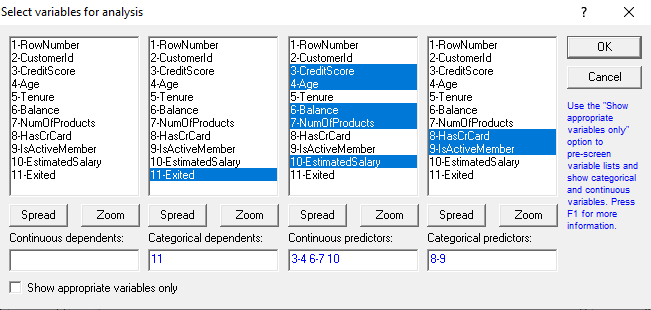 Select variables for analysis
?
1-RowNumber
2-CustomerId
3-CreditScore
4-Age
5-Tenure
6-Balance
7-NumOfProducts
8-HasCrCard
9-IsActiveMember
10-EstimatedSalary
11-Exited
Spread Zoom
Continuous dependents:
1-RowNumber
2-CustomerId
3-CreditScore
4-Age
5-Tenure
6-Balance
7-NumOfProducts
8-HasCrCard
9-IsActiveMember
10-EstimatedSalary
11-Exited
Spread Zoom
Categorical dependents:
11
1-RowNumber
2-CustomerId
3-CreditScore
4-Age
5-Tenure
6-Balance
7-NumOfProducts
8-HasCrCard
9-IsActiveMember
10-EstimatedSalary
11-Exited
Spread Zoom
Continuous predictors:
3-4 6-7 10
1-RowNumber
2-CustomerId
3-CreditScore
4-Age
5-Tenure
6-Balance
7-NumOfProducts
8-HasCrCard
9-IsActiveMember
10-EstimatedSalary
11-Exited
Spread Zoom
Categorical predictors:
8-9
OK
Cancel
Use the "Show
appropriate
variables only"
option to
pre-screen
variable lists and
show categorical
and continuous
variables. Press
F1 for more
information.
Show appropriate variables only